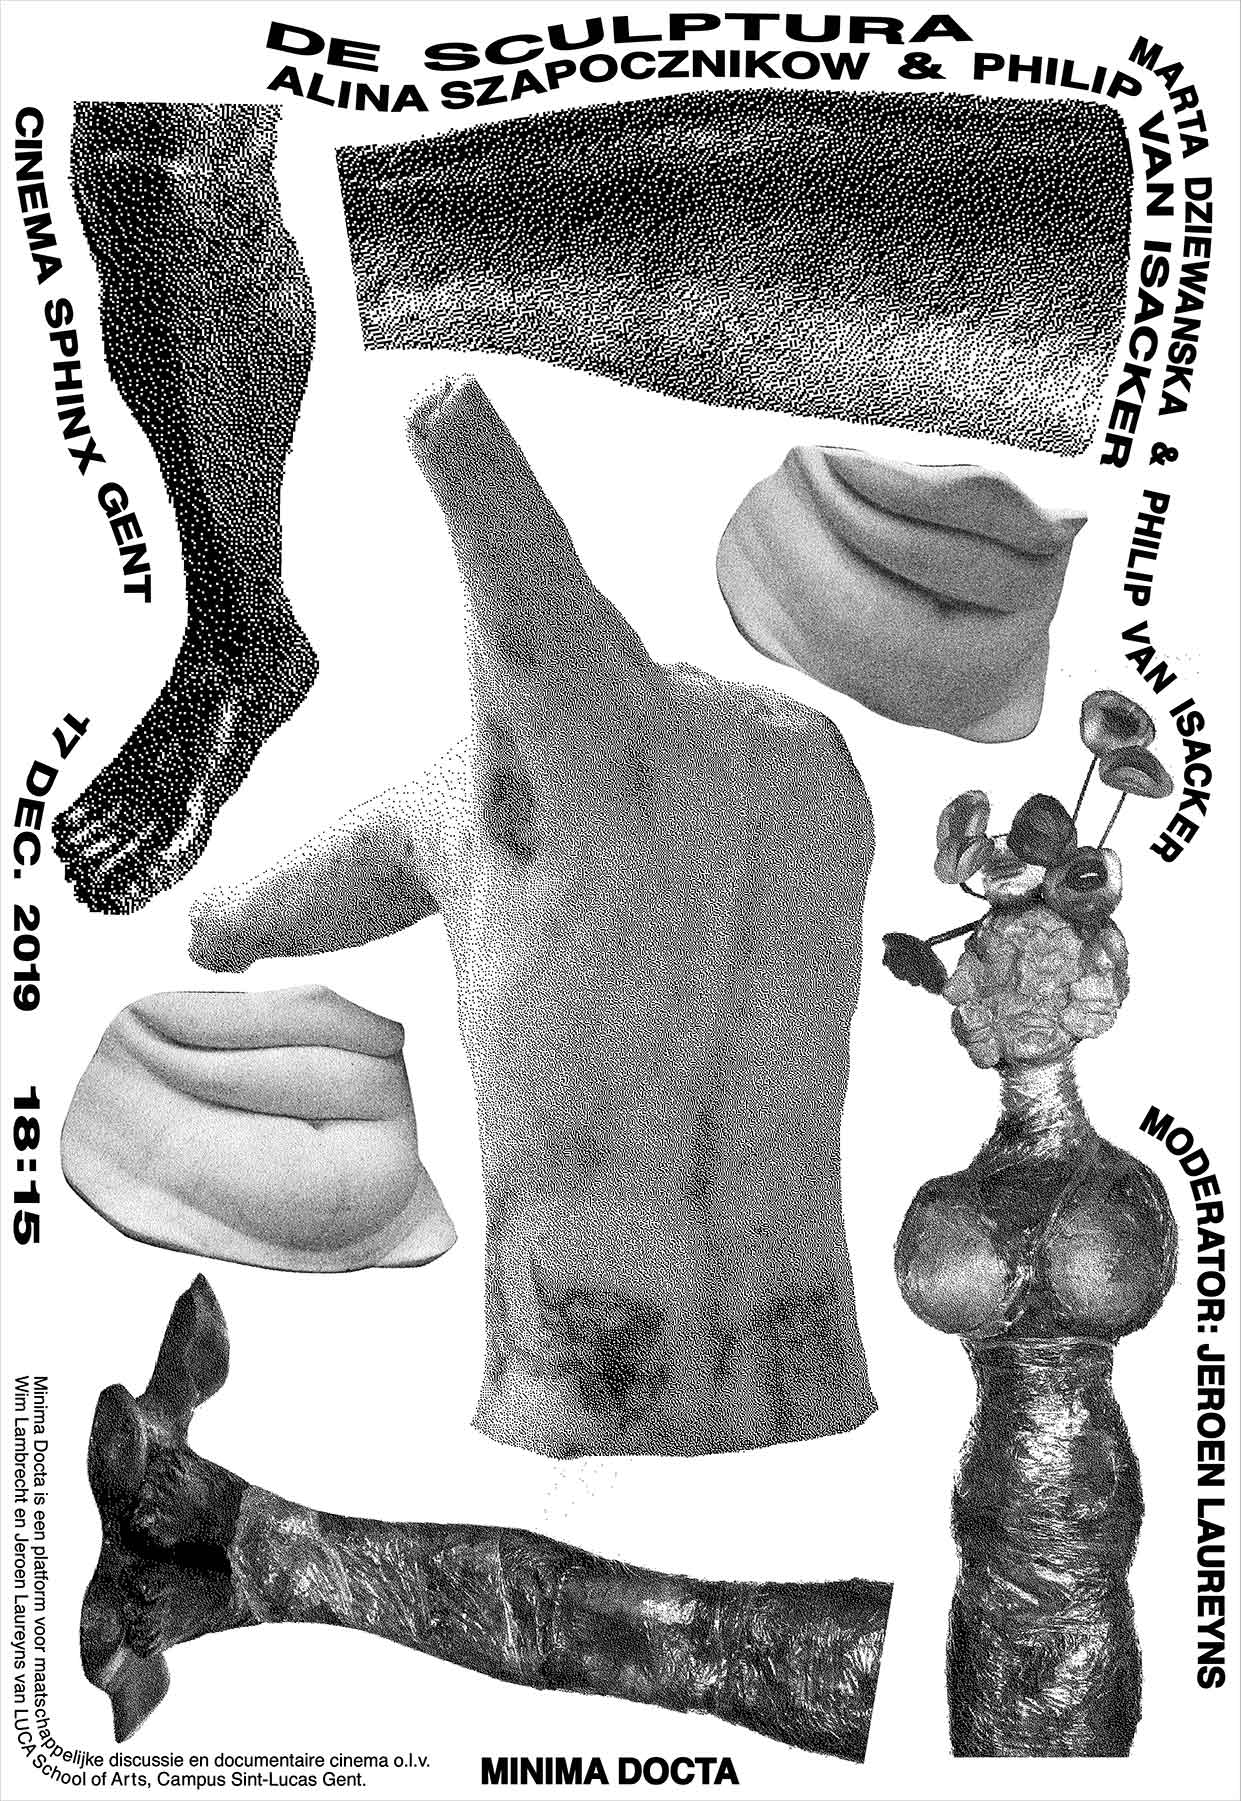 DE SCULPTURA
ALINA SZAPOCZNIKOW & PHILIP VAN ISACKER
MARTA DZIEWANSKA & PHILIP VAN ISACKER
CINEMA SPHINX GENT
17 DEC. 2019 18:15
MODERATOR: JEROEN LAUREYNS
Minima Docta is een platform voor maatschappelijke discussie en documentaire cinema o.l.v.
Wim Lambrecht en Jeroen Laureyns van LUCA School of Arts, Campus Sint-Lucas Gent.
MINIMA DOCTA